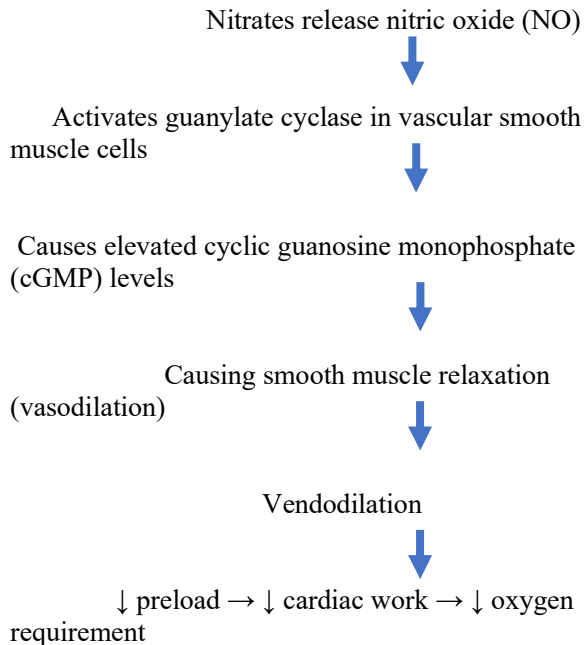 Nitrates release nitric oxide (NO)
Activates guanylate cyclase in vascular smooth
muscle cells
Causes elevated cyclic guanosine monophosphate
(cGMP) levels
Causing smooth muscle relaxation
(vasodilation)
Vendodilation
↓ preload → ↓ cardiac work → ↓ oxygen
requirement